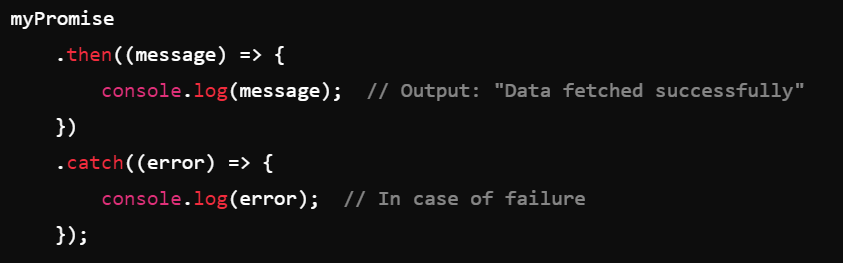 myPromise
    .then((message) => {
        console.log(message);  // Output: "Data fetched successfully"
    })
    .catch((error) => {
        console.log(error);  // In case of failure
    });